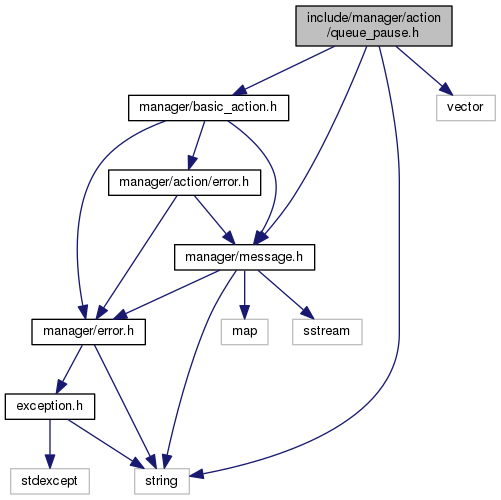 include/manager/action
/queue_pause.h
manager/basic_action.h
vector
manager/action/error.h
manager/message.h
manager/error.h
map
sstream
exception.h
stdexcept
string